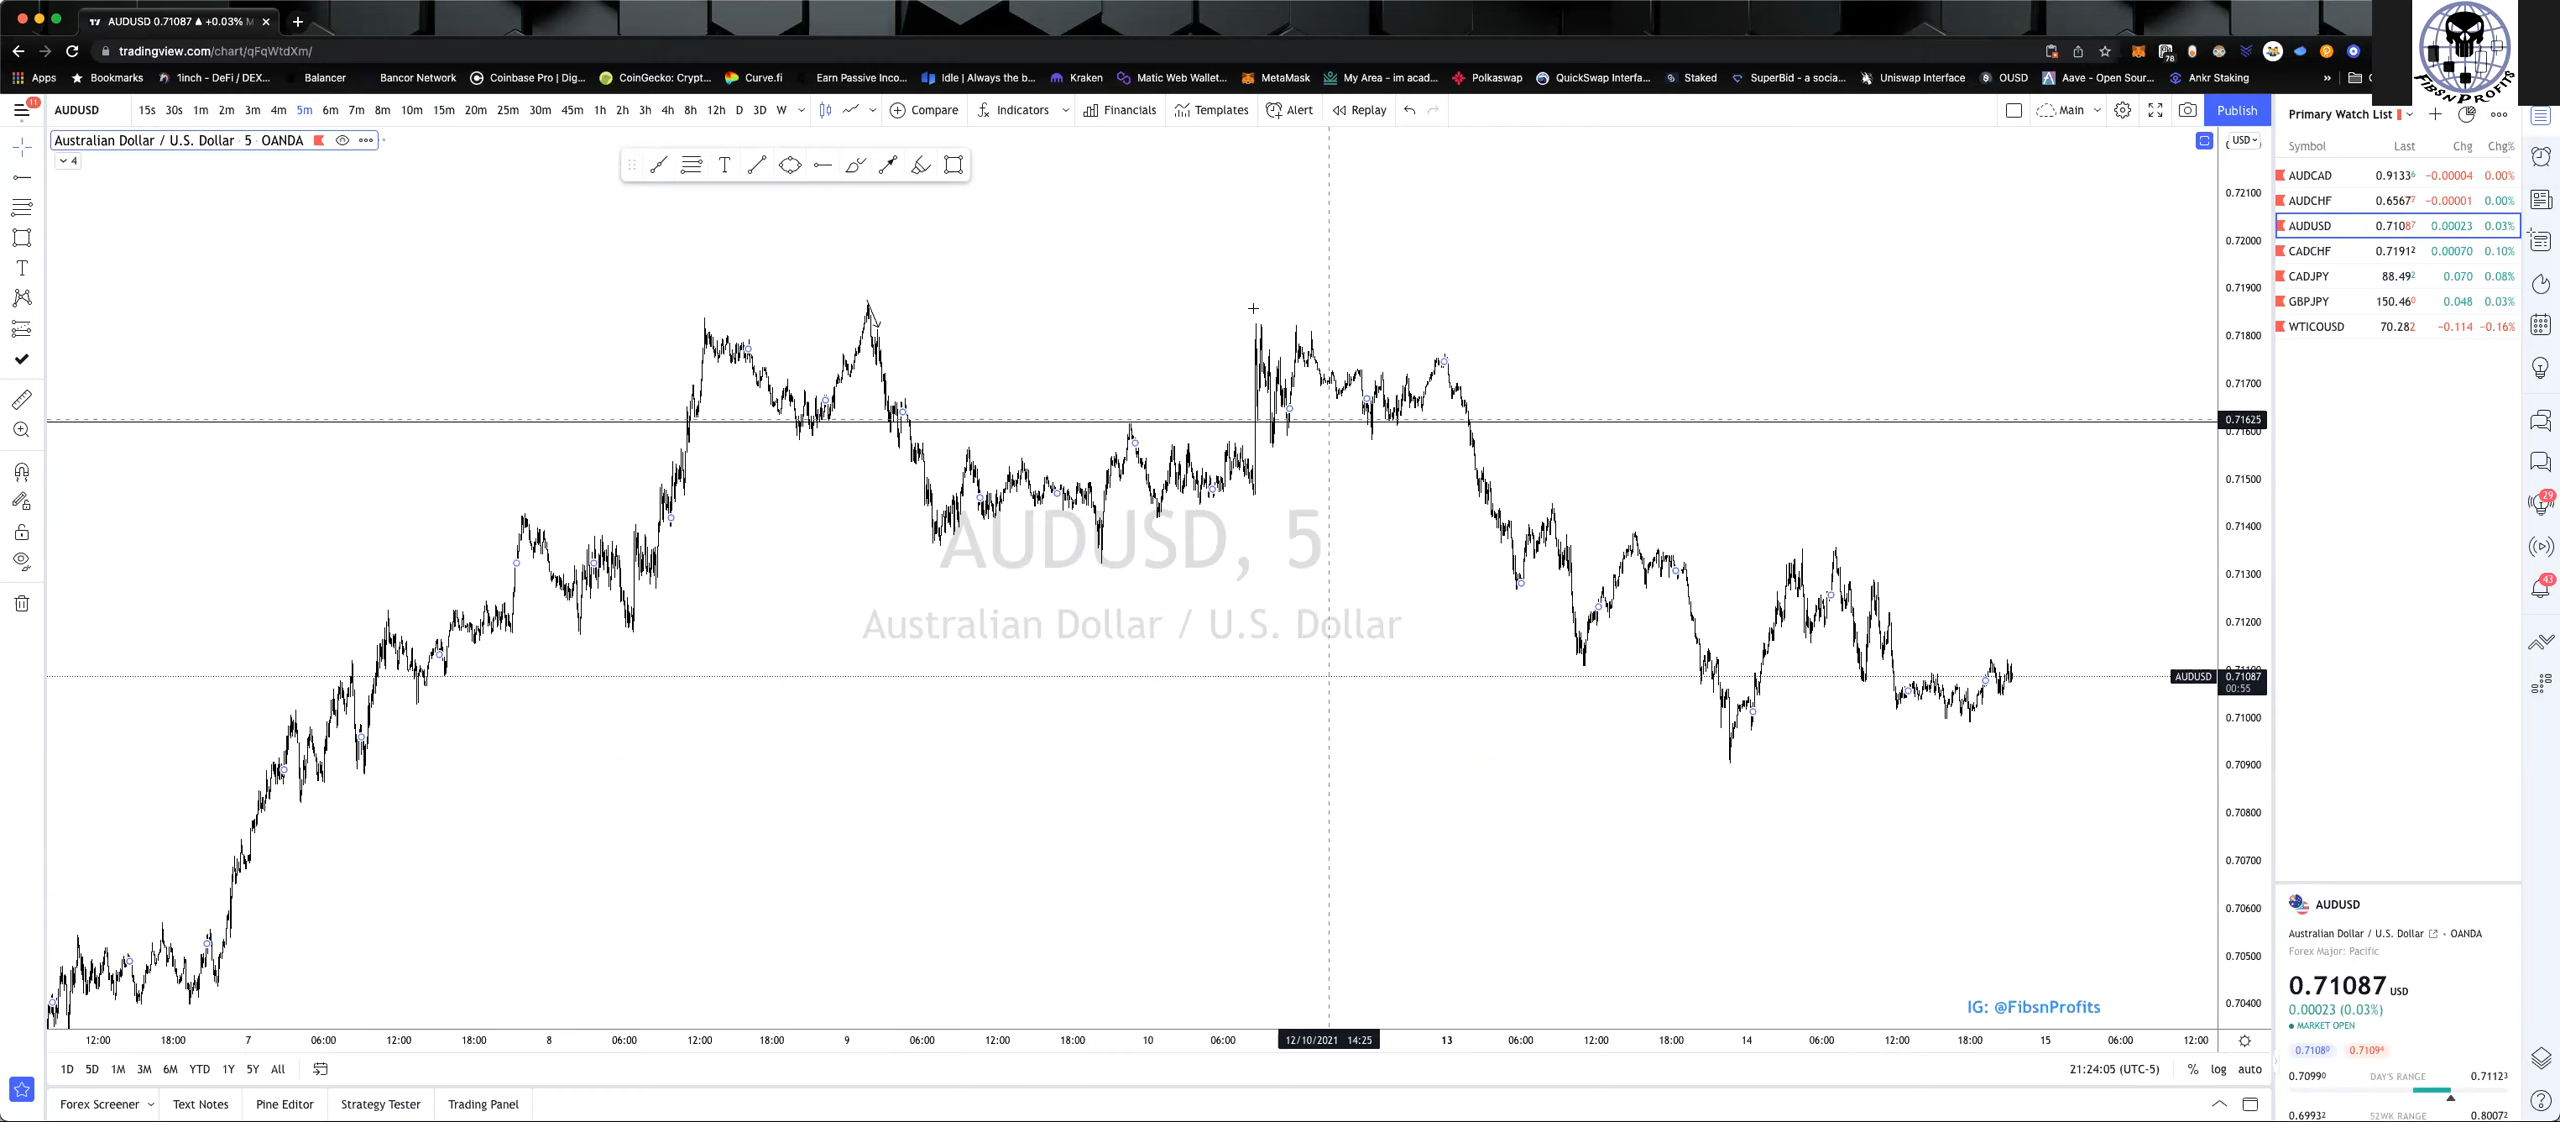 AUDUSD 0.71087 ▲ +0.03% M
tradingview.com/chart/qFqWtdXm/
Apps Bookmarks 1inch - DeFi / DEX... Balancer Bancor Network Coinbase Pro | Dig... CoinGecko: Crypt... Curve.fi Earn Passive Inco... Idle | Always the b... Kraken Matic Web Wallet... MetaMask My Area – im acad... Polkaswap QuickSwap Interfa... Staked SuperBid - a socia... Uniswap Interface OUSD Aave - Open Sour... Ankr Staking »
FIBSNPROFITS
11
AUDUSD 15s 30s 1m 2m 3m 4m 5m 6m 7m 8m 10m 15m 20m 25m 30m 45m 1h 2h 3h 4h 8h 12h D 3D W Compare Indicators Financials Templates Alert Replay Main Publish
Primary Watch List
Australian Dollar / U.S. Dollar · 5 · OANDA
USD
4
Symbol Last Chg Chg%
AUDCAD 0.91336 −0.00004 0.00%
AUDCHF 0.65677 −0.00001 0.00%
AUDUSD 0.71087 0.00023 0.03%
CADCHF 0.71912 0.00070 0.10%
CADJPY 88.492 0.070 0.08%
GBPJPY 150.460 0.048 0.03%
WTICOUSD 70.282 −0.114 −0.16%
0.72100
0.72000
0.71900
0.71800
0.71700
0.71625
0.71600
0.71500
0.71400
0.71300
0.71200
0.71100
AUDUSD 0.71087
00:55
0.71000
0.70900
0.70800
0.70700
0.70600
0.70500
0.70400
AUDUSD, 5
Australian Dollar / U.S. Dollar
IG: @FibsnProfits
29
43
12:00 18:00 7 06:00 12:00 18:00 8 06:00 12:00 18:00 9 06:00 12:00 18:00 10 06:00 12/10/2021 14:25 13 06:00 12:00 18:00 14 06:00 12:00 18:00 15 06:00 12:00
1D 5D 1M 3M 6M YTD 1Y 5Y All
21:24:05 (UTC-5) % log auto
Forex Screener Text Notes Pine Editor Strategy Tester Trading Panel
AUDUSD
Australian Dollar / U.S. Dollar · OANDA
Forex Major: Pacific
0.71087 USD
0.00023 (0.03%)
MARKET OPEN
0.71080 0.71094
0.70990 DAY'S RANGE 0.71123
0.69932 52WK RANGE 0.80072